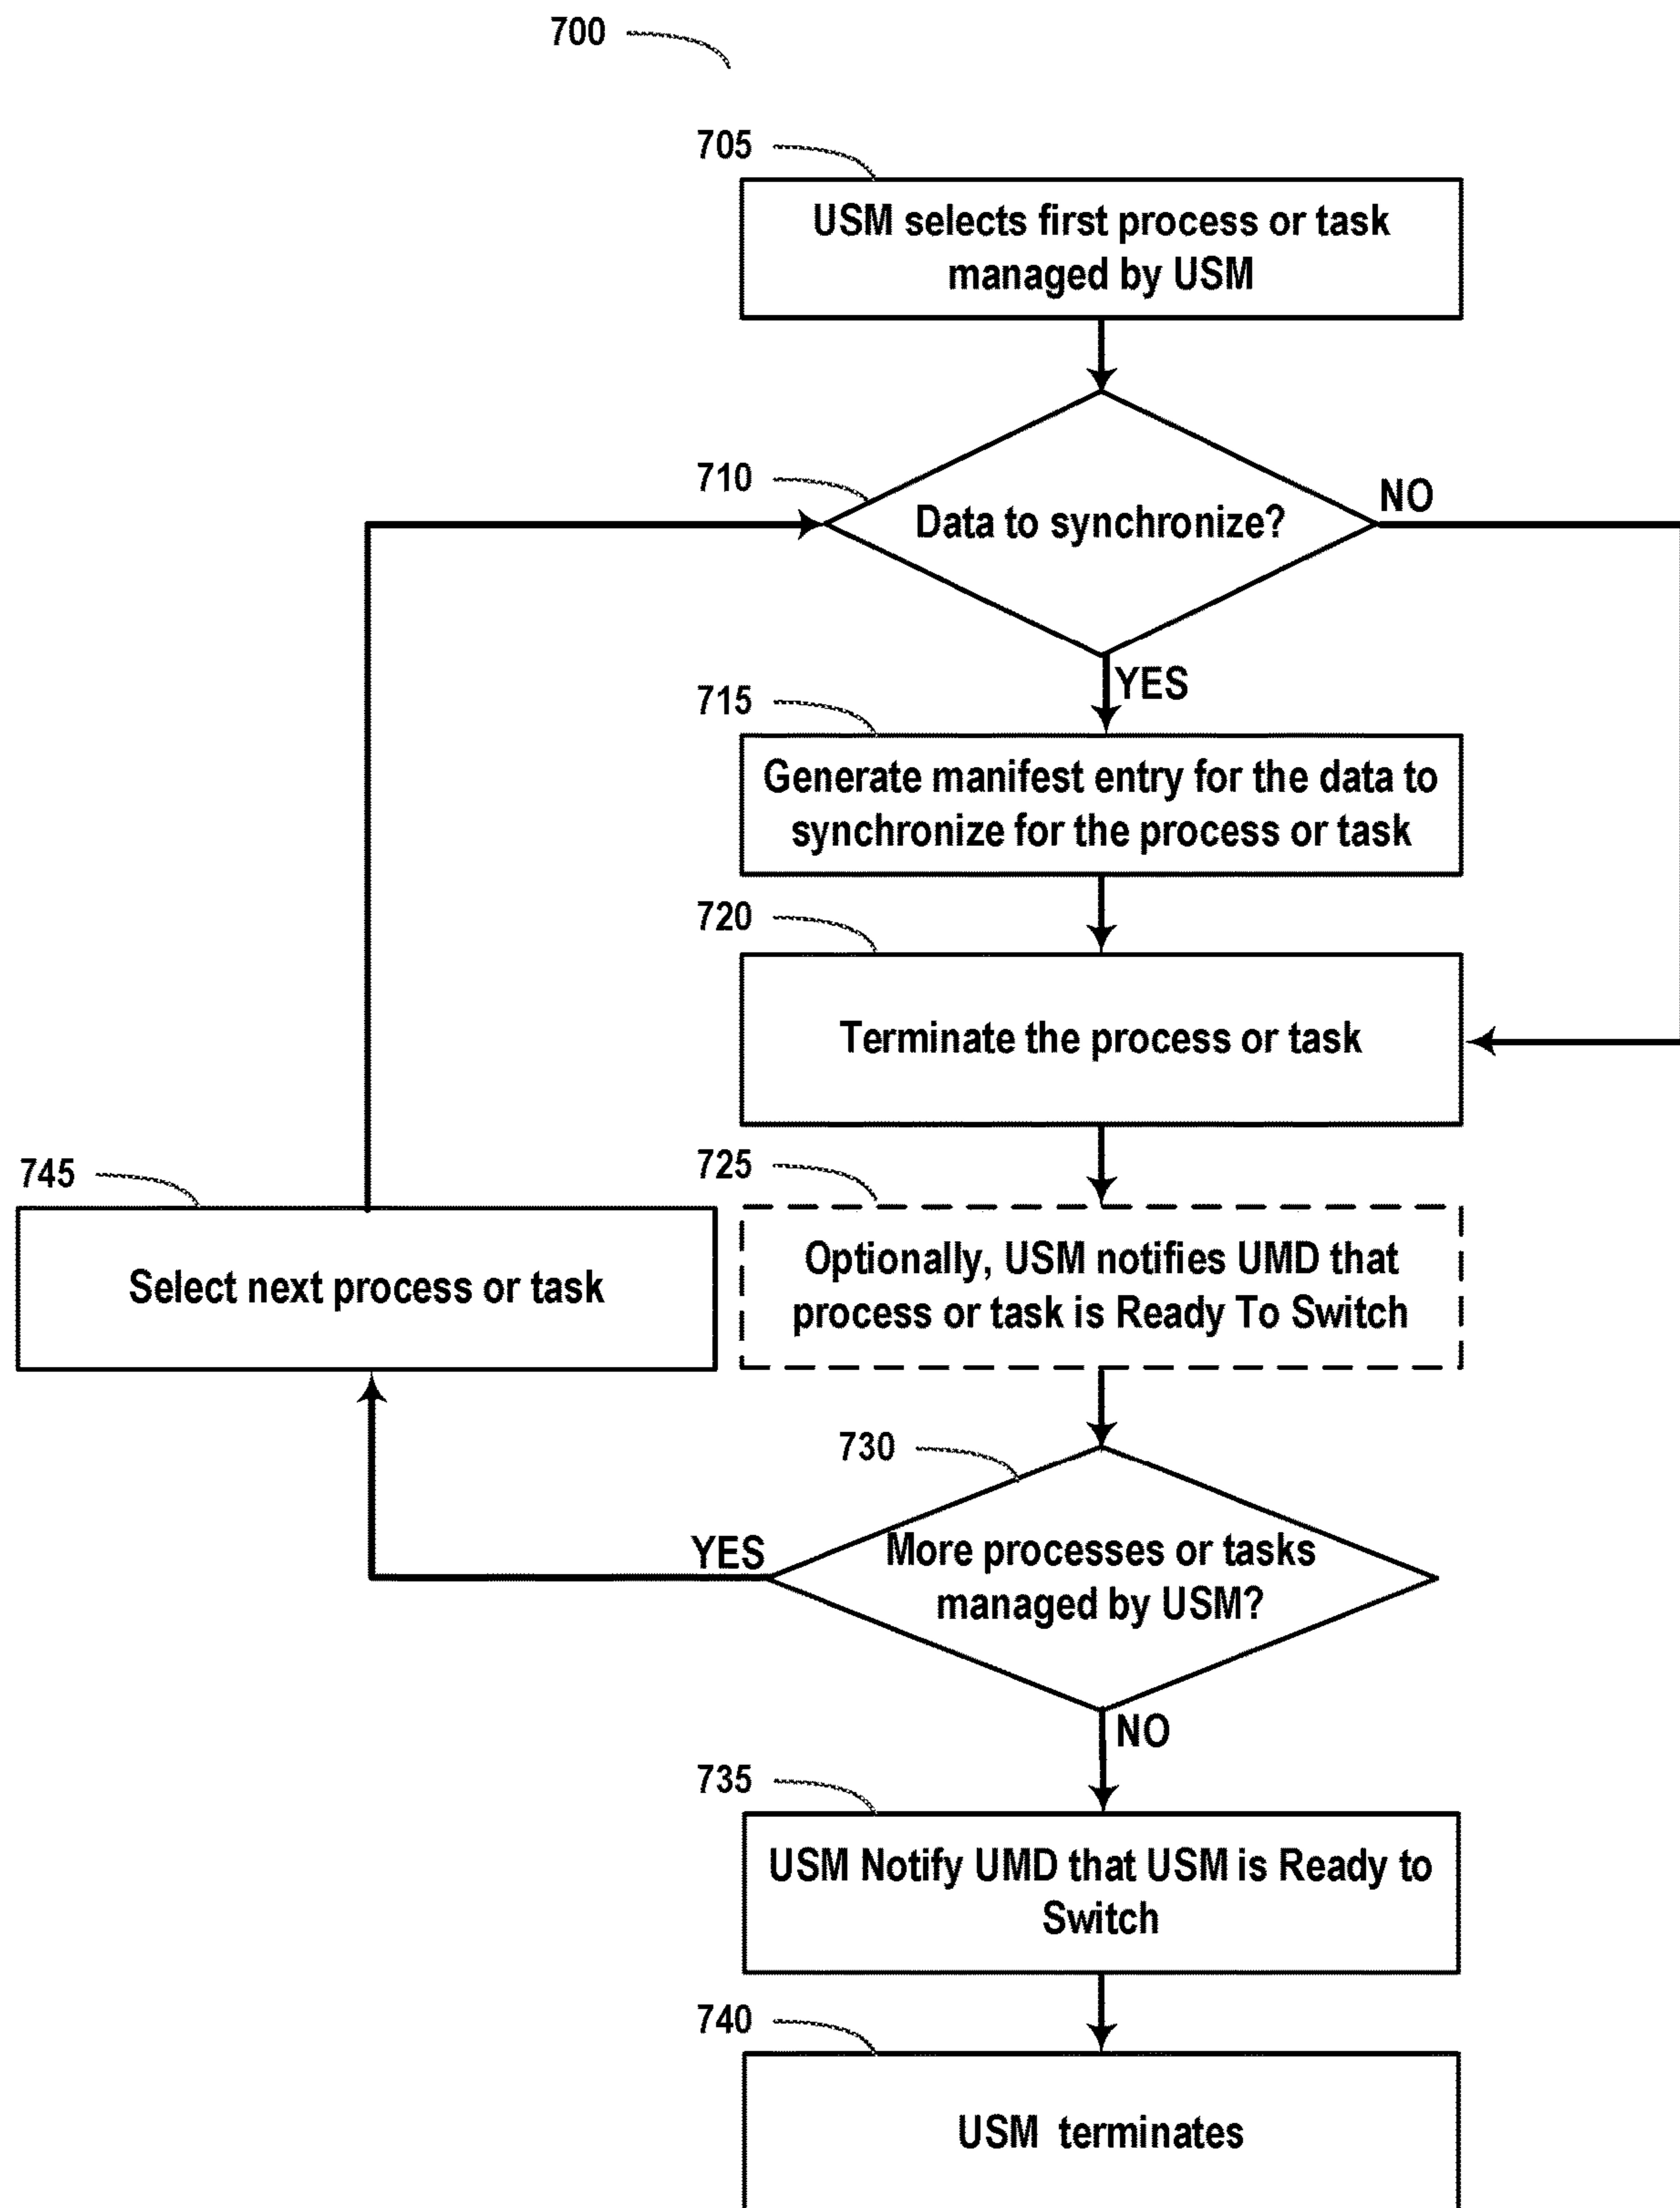 700
705
USM selects first process or task
managed by USM
710
Data to synchronize?
NO
YES
715
Generate manifest entry for the data to
synchronize for the process or task
720
Terminate the process or task
745
Select next process or task
725
Optionally, USM notifies UMD that
process or task is Ready To Switch
730
More processes or tasks
managed by USM?
YES
NO
735
USM Notify UMD that USM is Ready to
Switch
740
USM terminates